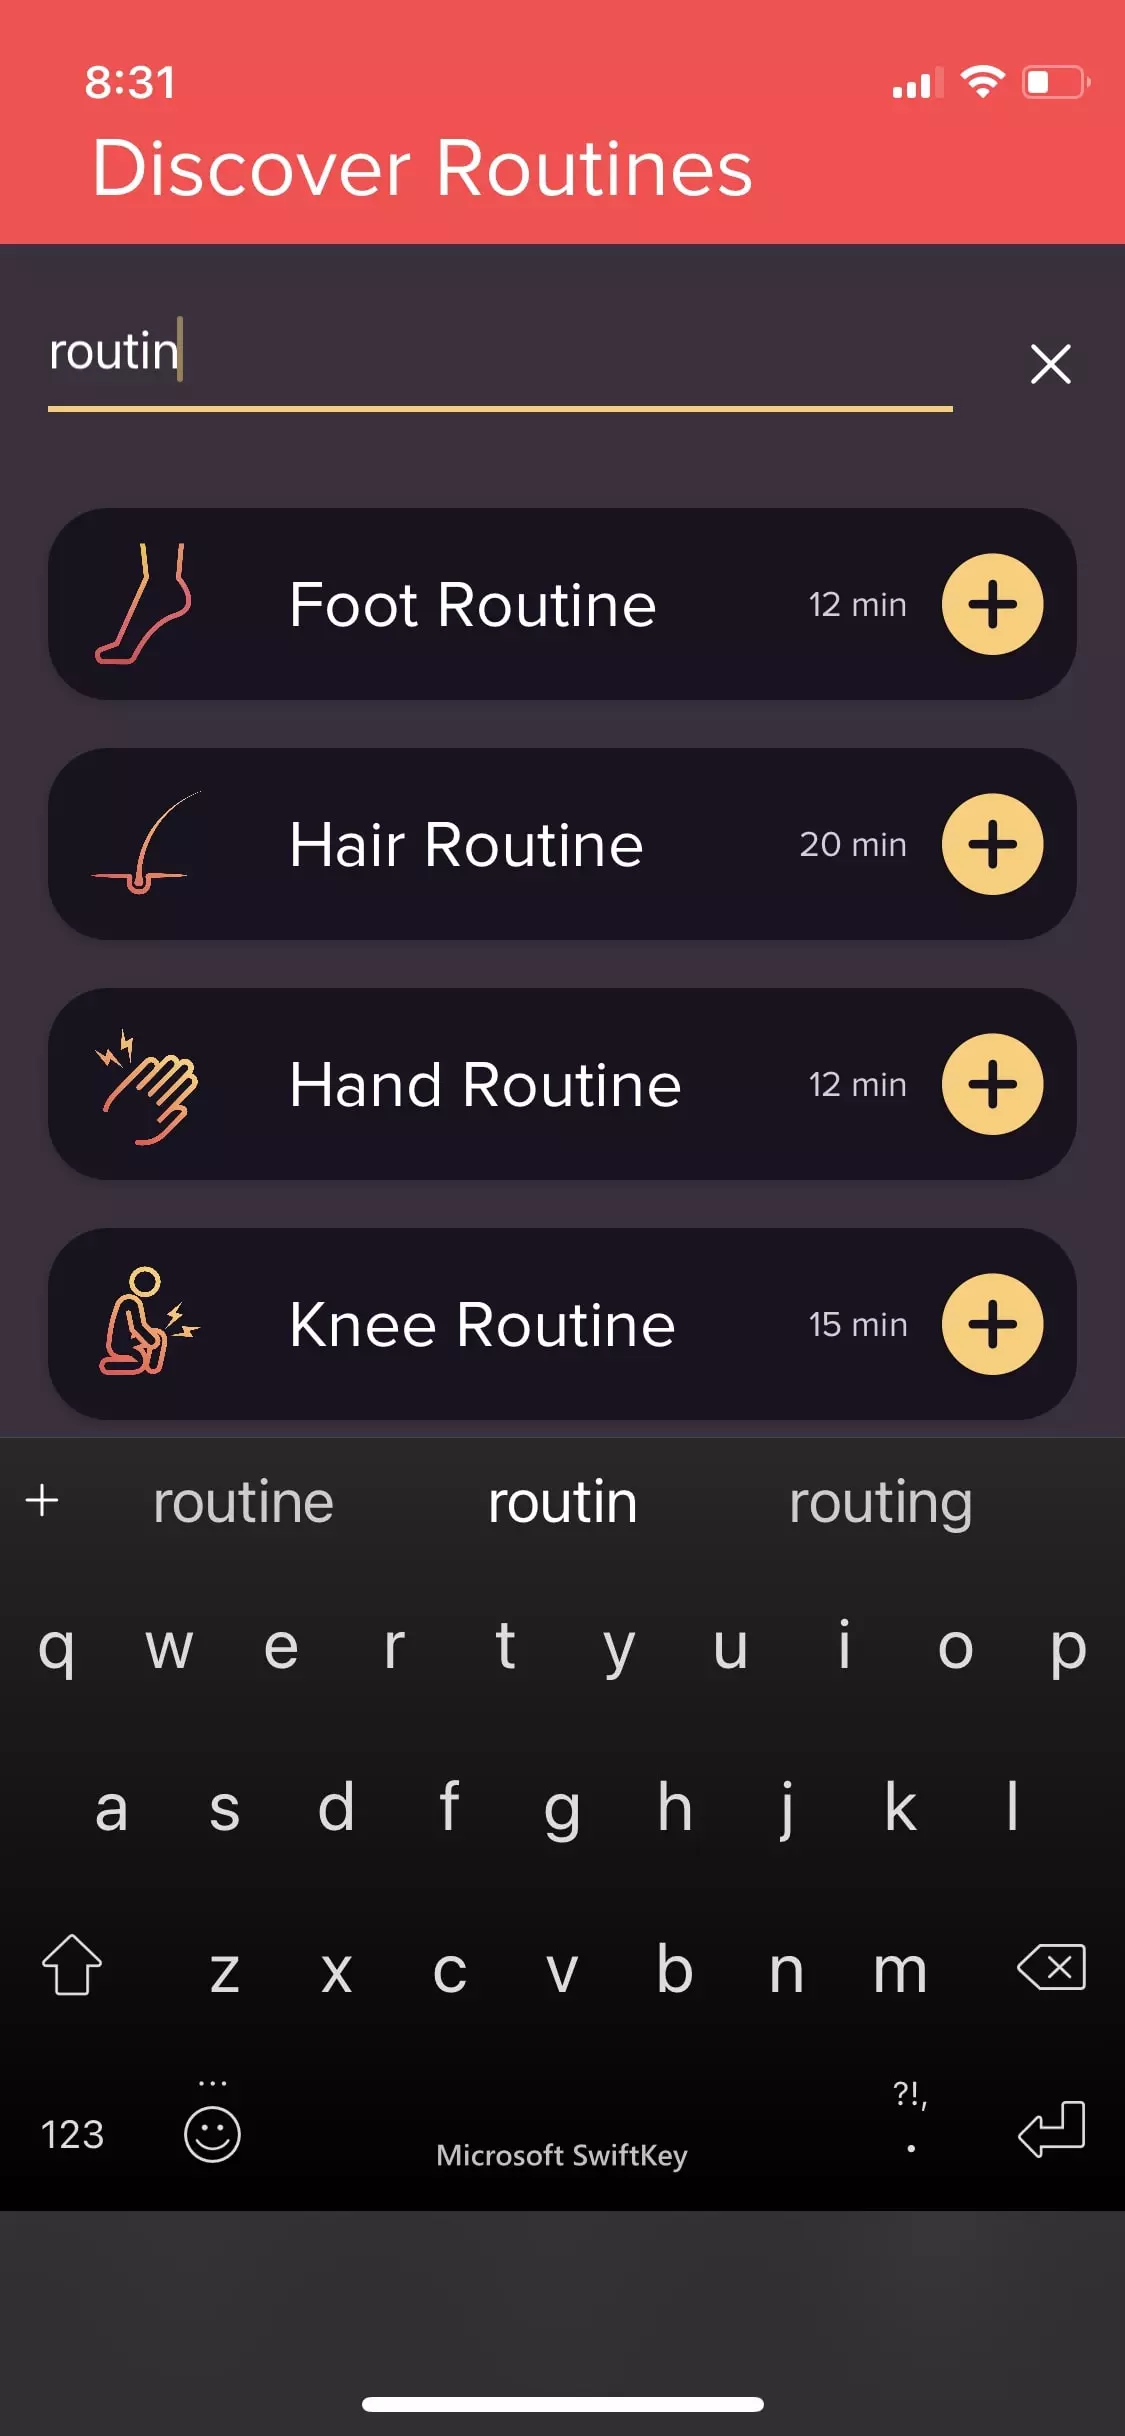 8:31
Discover Routines
routin
Foot Routine 12 min
Hair Routine 20 min
Hand Routine 12 min
Knee Routine 15 min
routine routin routing
q w e r t y u i o p
a s d f g h j k l
z x c v b n m
123 ... Microsoft SwiftKey ?!, .